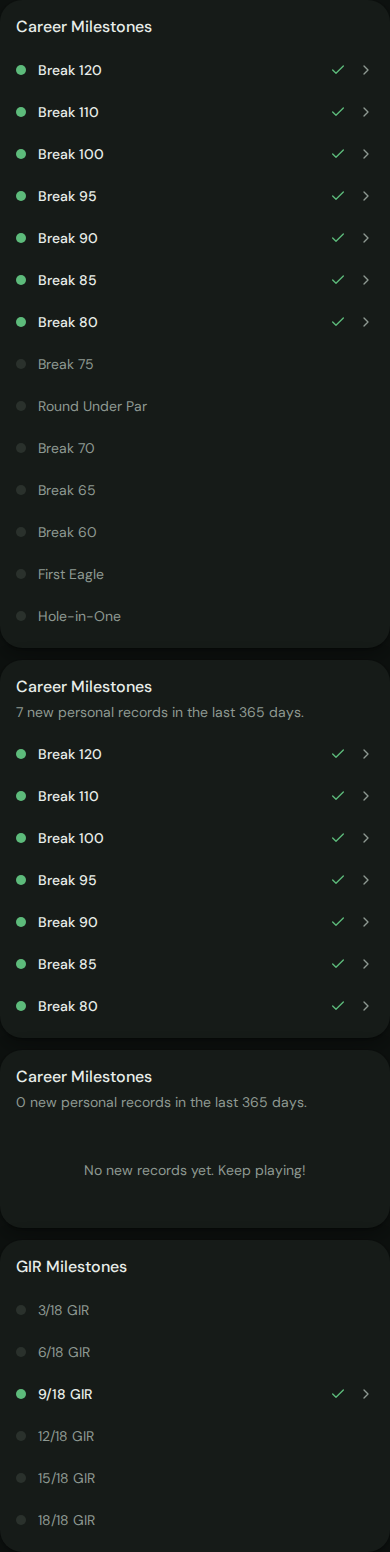 Career Milestones
Break 120
Break 110
Break 100
Break 95
Break 90
Break 85
Break 80
Break 75
Round Under Par
Break 70
Break 65
Break 60
First Eagle
Hole-in-One
Career Milestones
7 new personal records in the last 365 days.
Break 120
Break 110
Break 100
Break 95
Break 90
Break 85
Break 80
Career Milestones
0 new personal records in the last 365 days.
No new records yet. Keep playing!
GIR Milestones
3/18 GIR
6/18 GIR
9/18 GIR
12/18 GIR
15/18 GIR
18/18 GIR